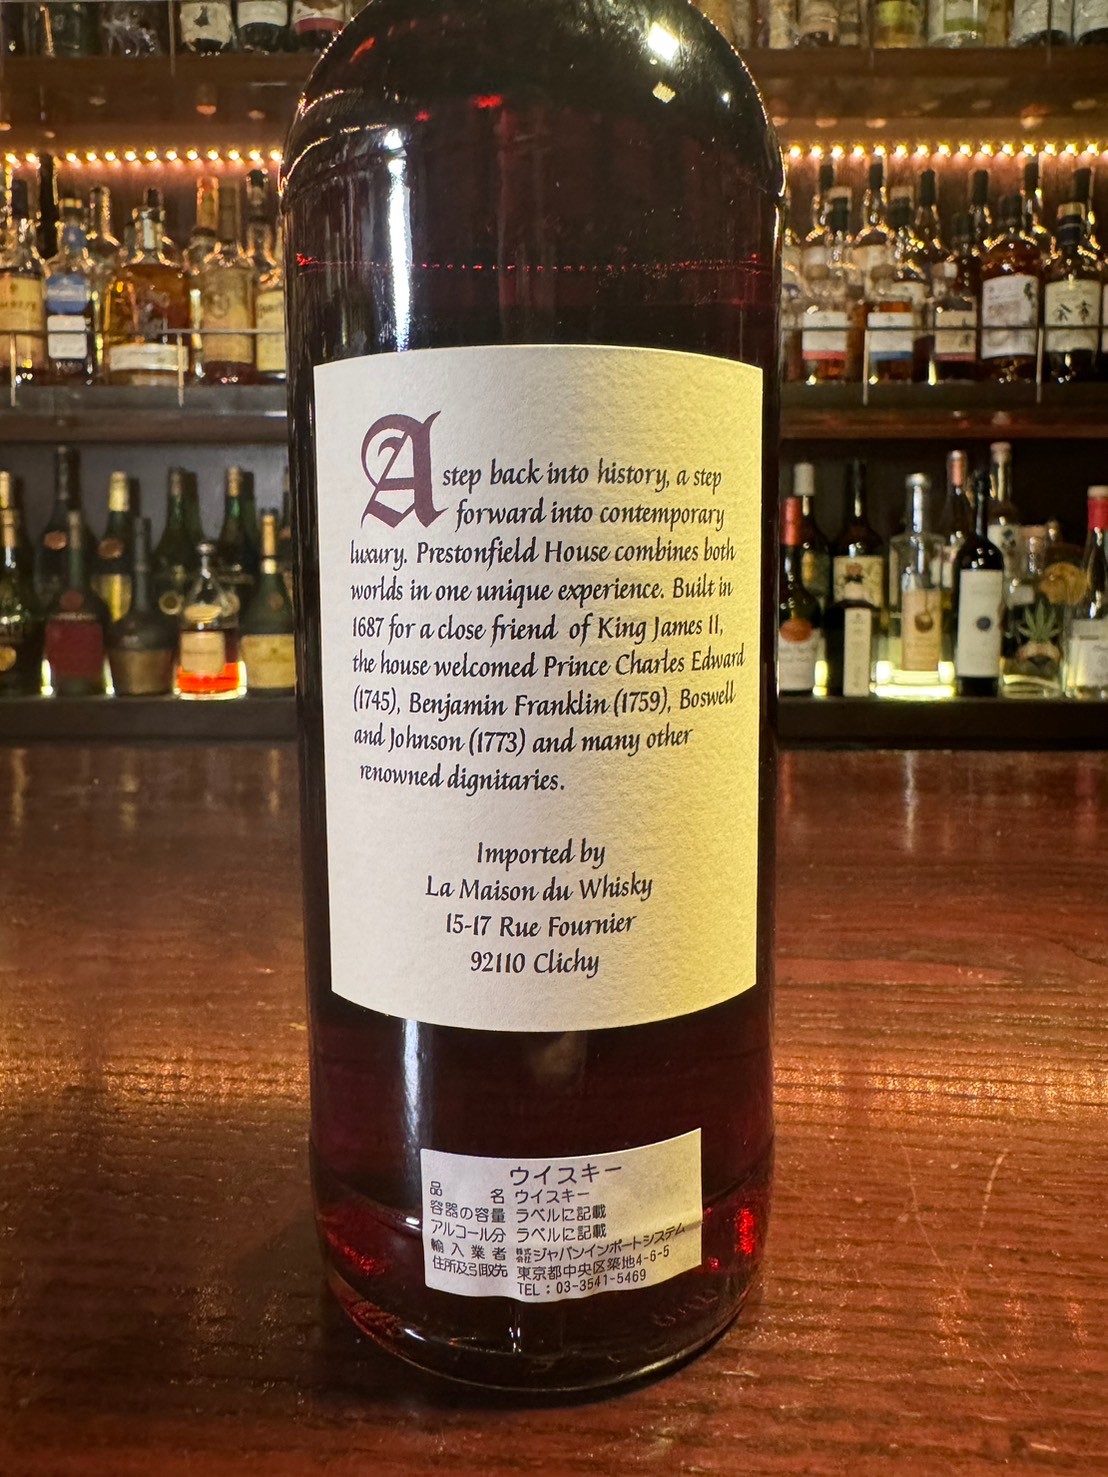 A step back into history, a step
forward into contemporary
luxury. Prestonfield House combines both
worlds in one unique experience. Built in
1687 for a close friend of King James II,
the house welcomed Prince Charles Edward
(1745), Benjamin Franklin (1759), Boswell
and Johnson (1773) and many other
renowned dignitaries.
Imported by
La Maison du Whisky
15-17 Rue Fournier
92110 Clichy
ウイスキー
品名 ウイスキー
容器の容量 ラベルに記載
アルコール分 ラベルに記載
輸入業者 株式会社ジャパンインポートシステム
住所及引取先 東京都中央区築地4-6-5
TEL:03-3541-5469
余市